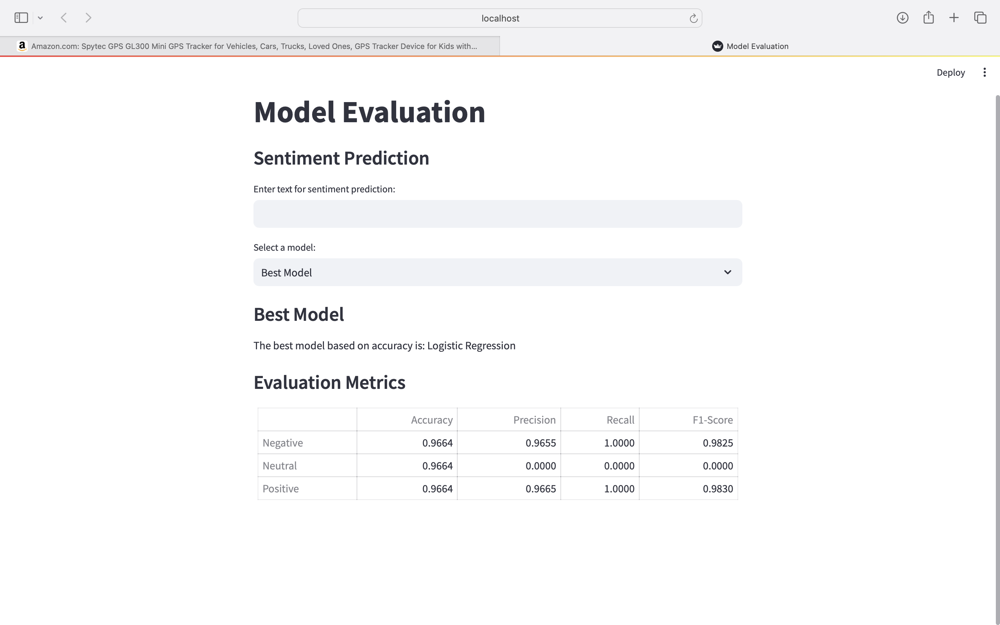 localhost
Amazon.com: Spytec GPS GL300 Mini GPS Tracker for Vehicles, Cars, Trucks, Loved Ones, GPS Tracker Device for Kids with...
Model Evaluation
Deploy
Model Evaluation
Sentiment Prediction
Enter text for sentiment prediction:
Select a model:
Best Model
Best Model
The best model based on accuracy is: Logistic Regression
Evaluation Metrics
Accuracy Precision Recall F1-Score
Negative 0.9664 0.9655 1.0000 0.9825
Neutral 0.9664 0.0000 0.0000 0.0000
Positive 0.9664 0.9665 1.0000 0.9830